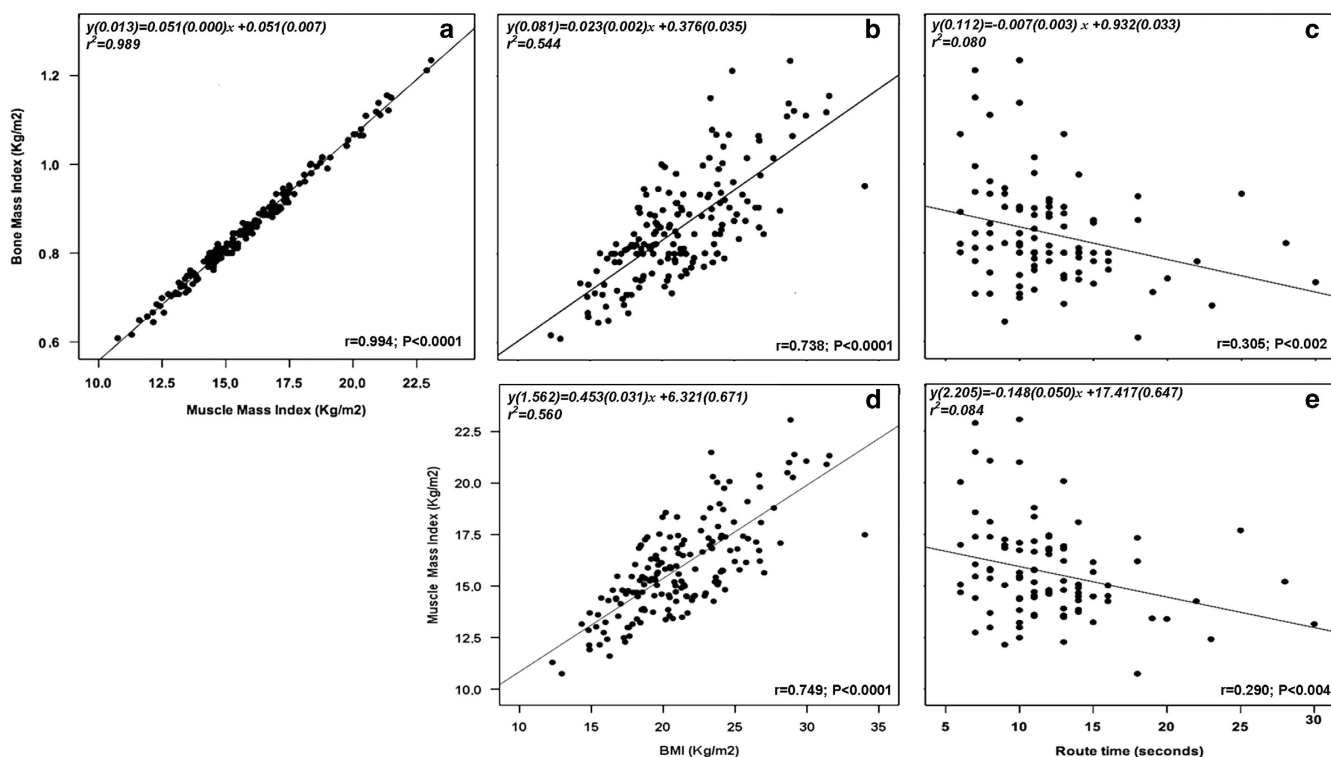 y(0.013)=0.051(0.000)x +0.051(0.007)
r²=0.989
a
y(0.081)=0.023(0.002)x +0.376(0.035)
r²=0.544
b
y(0.112)=-0.007(0.003) x +0.932(0.033)
r²=0.080
c
Bone Mass Index (Kg/m2)
1.2
1.0
0.8
0.6
r=0.994; P<0.0001
r=0.738; P<0.0001
r=0.305; P<0.002
10.0 12.5 15.0 17.5 20.0 22.5
Muscle Mass Index (Kg/m2)
y(1.562)=0.453(0.031)x +6.321(0.671)
r²=0.560
d
y(2.205)=-0.148(0.050)x +17.417(0.647)
r²=0.084
e
Muscle Mass Index (Kg/m2)
22.5
20.0
17.5
15.0
12.5
10.0
r=0.749; P<0.0001
r=0.290; P<0.004
10 15 20 25 30 35
BMI (Kg/m2)
5 10 15 20 25 30
Route time (seconds)